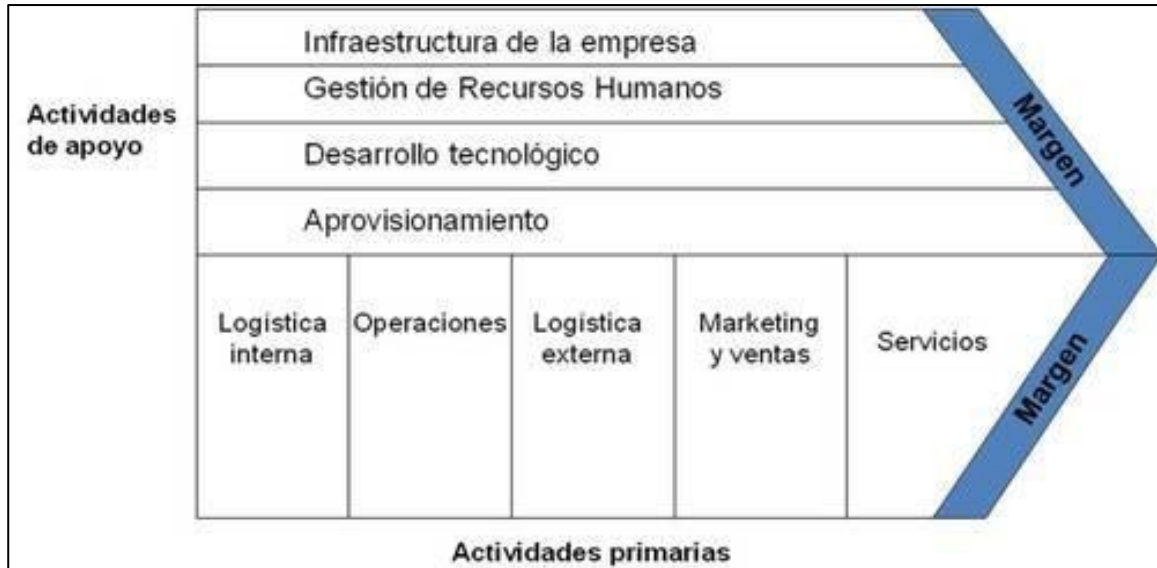 Infraestructura de la empresa
Gestión de Recursos Humanos
Actividades
de apoyo
Desarrollo tecnológico
Aprovisionamiento
Margen
Logística
interna
Operaciones
Logística
externa
Marketing
y ventas
Servicios
Margen
Actividades primarias